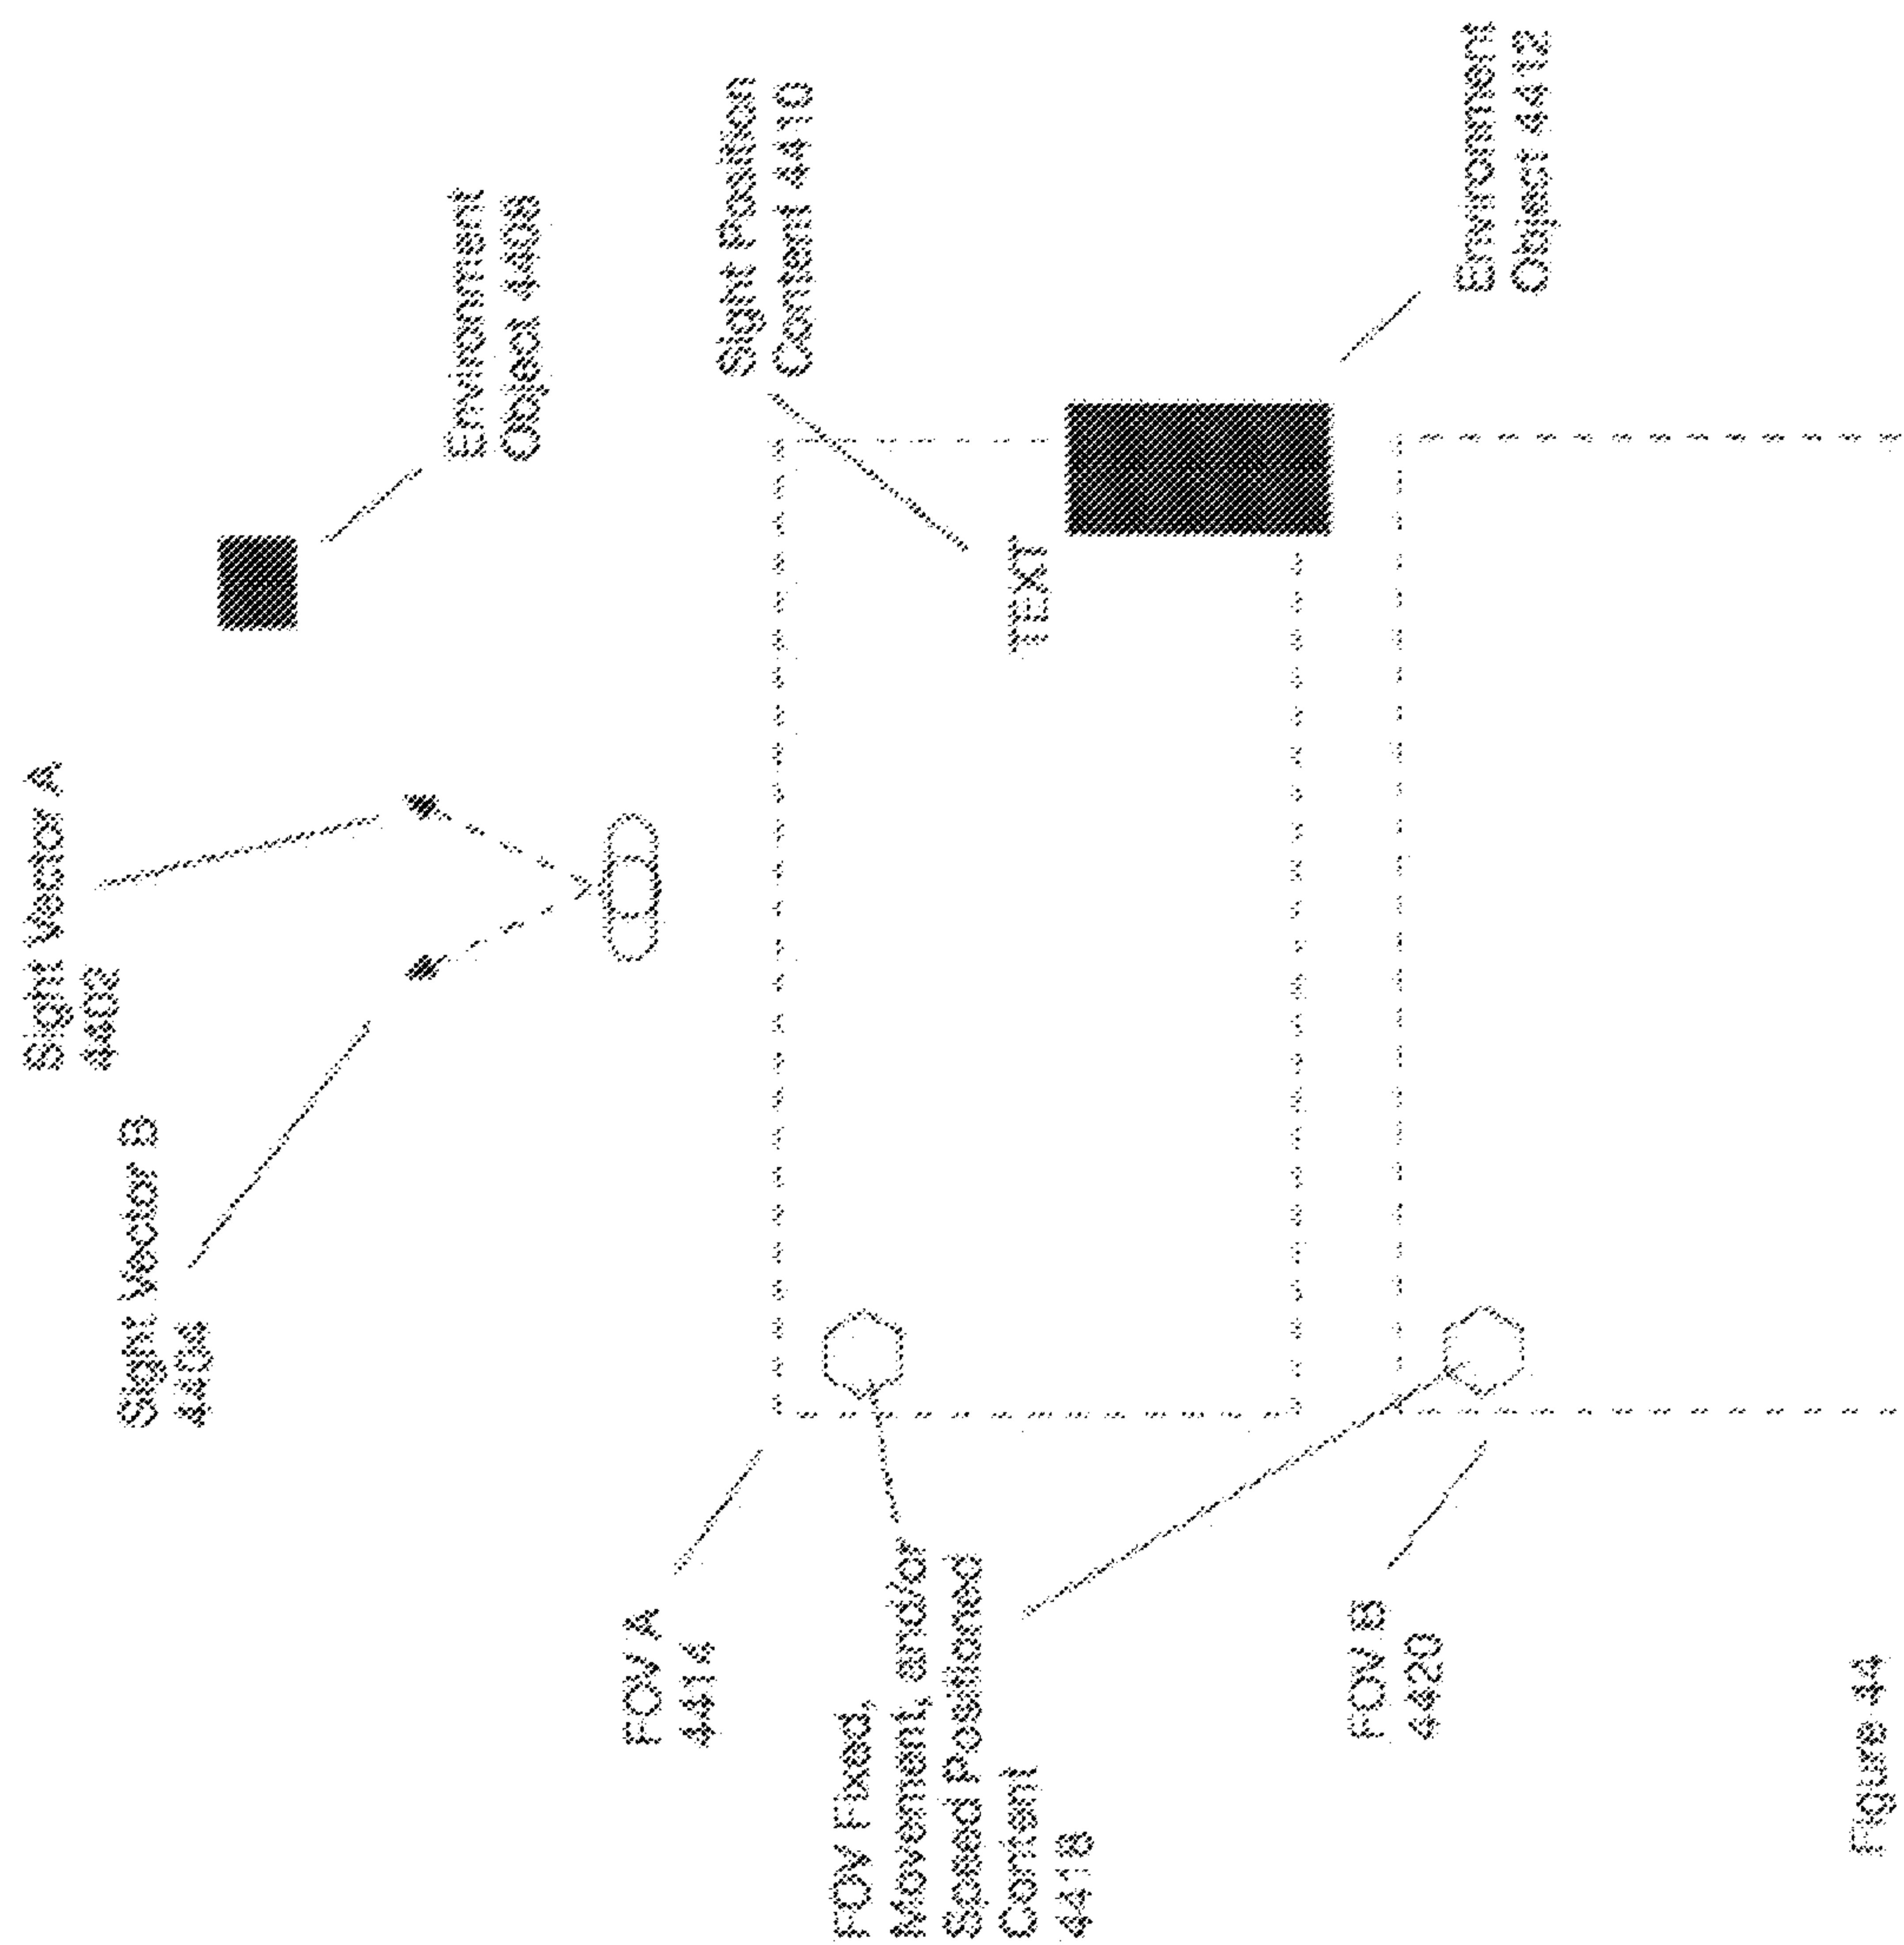 Sight Vector A
4402
Sight Vector B
4404
Environment
Object 4408
Sight Position
Content 4410
TEXT
Environment
Object 4412
FOV A
4414
FOV Fixed,
Movement, and/or
Speed Positioned
Content
4418
FOV B
4420
Figure 44